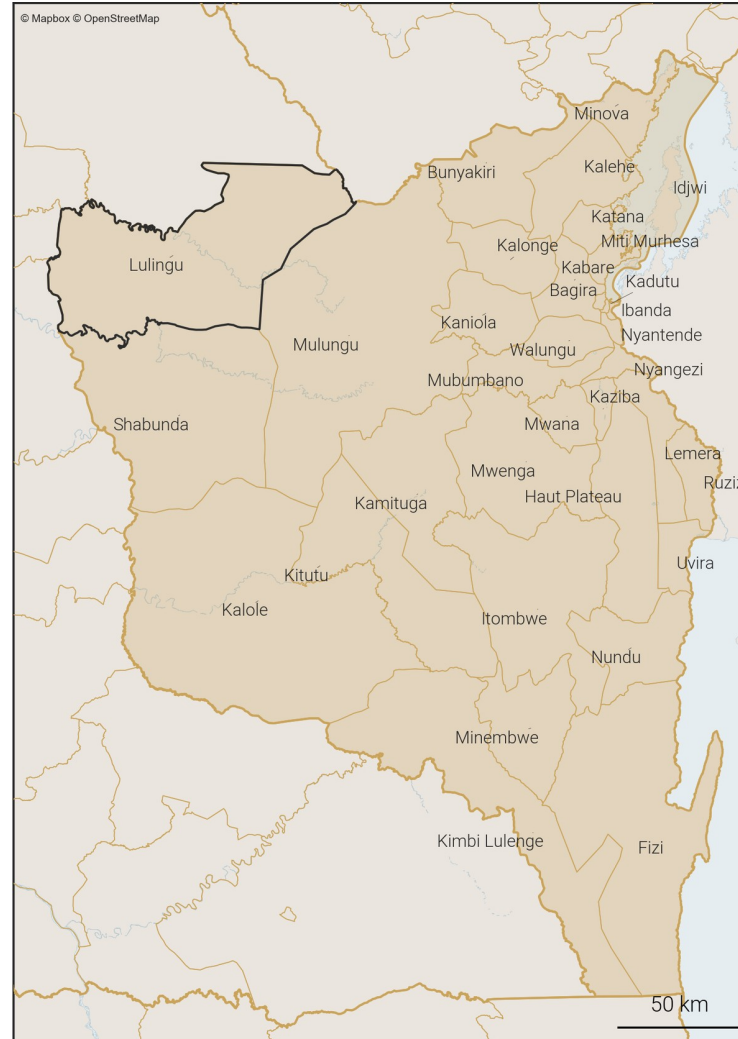 © Mapbox © OpenStreetMap
Minova
Bunyakiri
Kalehe
Idjwi
Katana
Miti Murhesa
Kalonge
Lulingu
Kabare
Kadutu
Bagira
Ibanda
Kaniola
Nyantende
Mulungu
Walungu
Nyangezi
Mubumbano
Kaziba
Shabunda
Mwana
Lemera
Mwenga
Ruziz
Kamituga
Haut Plateau
Uvira
Kitutu
Kalole
Itombwe
Nundu
Minembwe
Kimbi Lulenge
Fizi
50 km